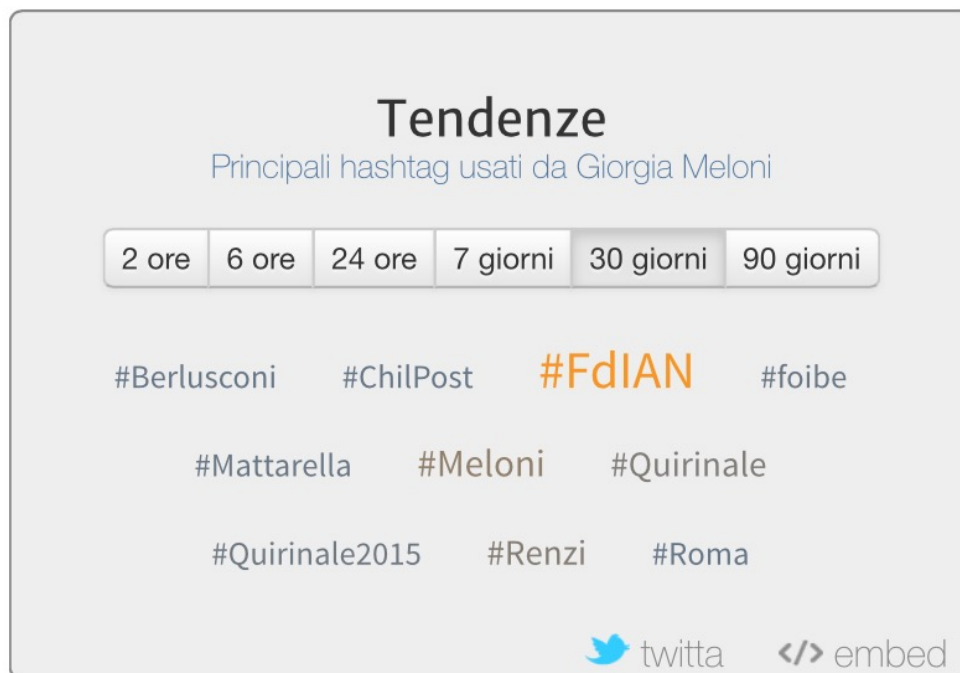 Tendenze
Principali hashtag usati da Giorgia Meloni
2 ore 6 ore 24 ore 7 giorni 30 giorni 90 giorni
#Berlusconi #ChilPost #FdIAN #foibe
#Mattarella #Meloni #Quirinale
#Quirinale2015 #Renzi #Roma
twitta </> embed